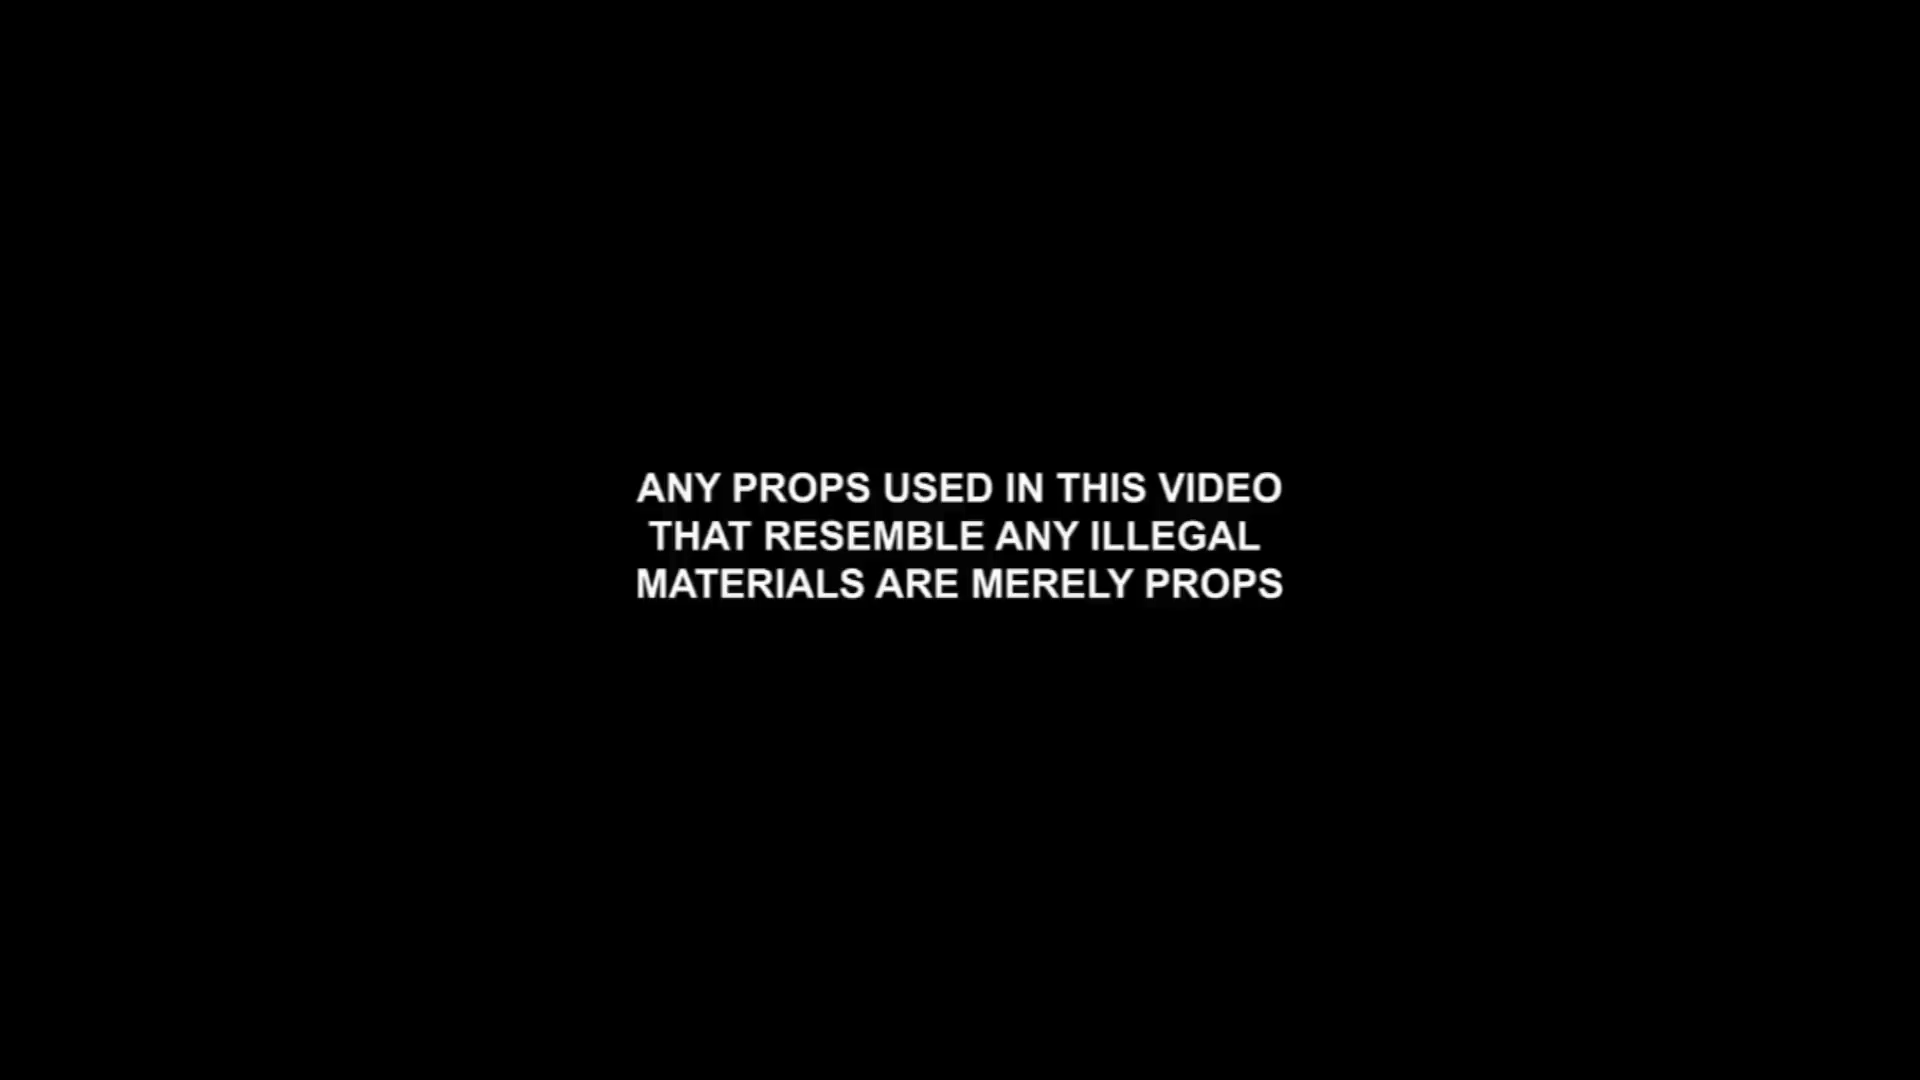 ANY PROPS USED IN THIS VIDEO
THAT RESEMBLE ANY ILLEGAL
MATERIALS ARE MERELY PROPS